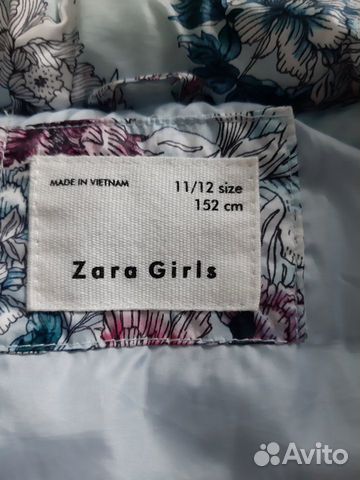 MADE IN VIETNAM
11/12 size
152 cm
Zara Girls
Avito